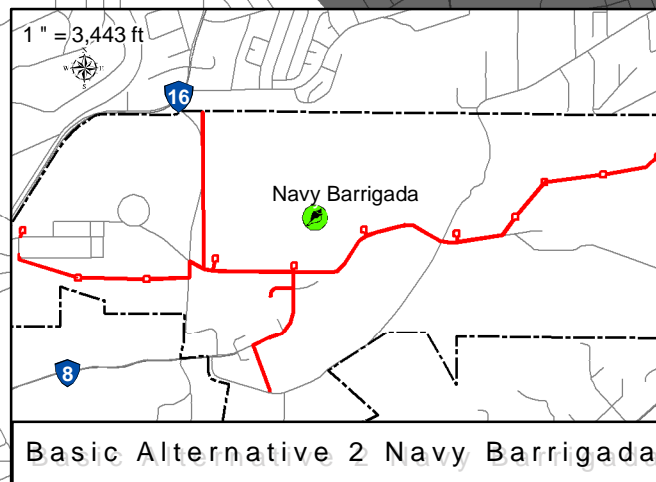 1 " = 3,443 ft
N
W E
S
16
Navy Barrigada
8
Basic Alternative 2 Navy Barrigada